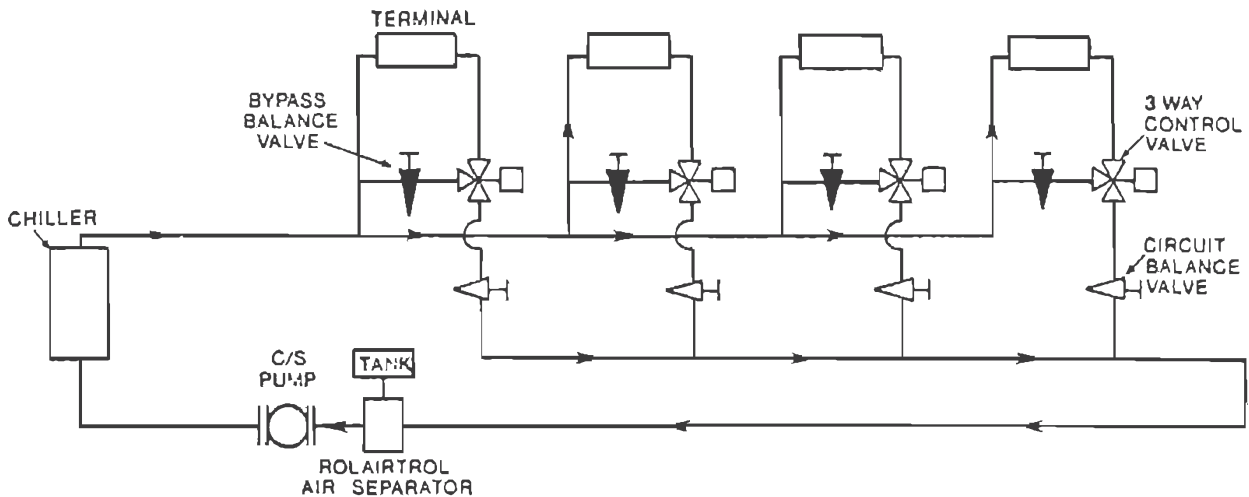 TERMINAL
BYPASS
BALANCE
VALVE
3 WAY
CONTROL
VALVE
CHILLER
CIRCUIT
BALANCE
VALVE
C/S
PUMP
TANK
ROLAIRTROL
AIR SEPARATOR